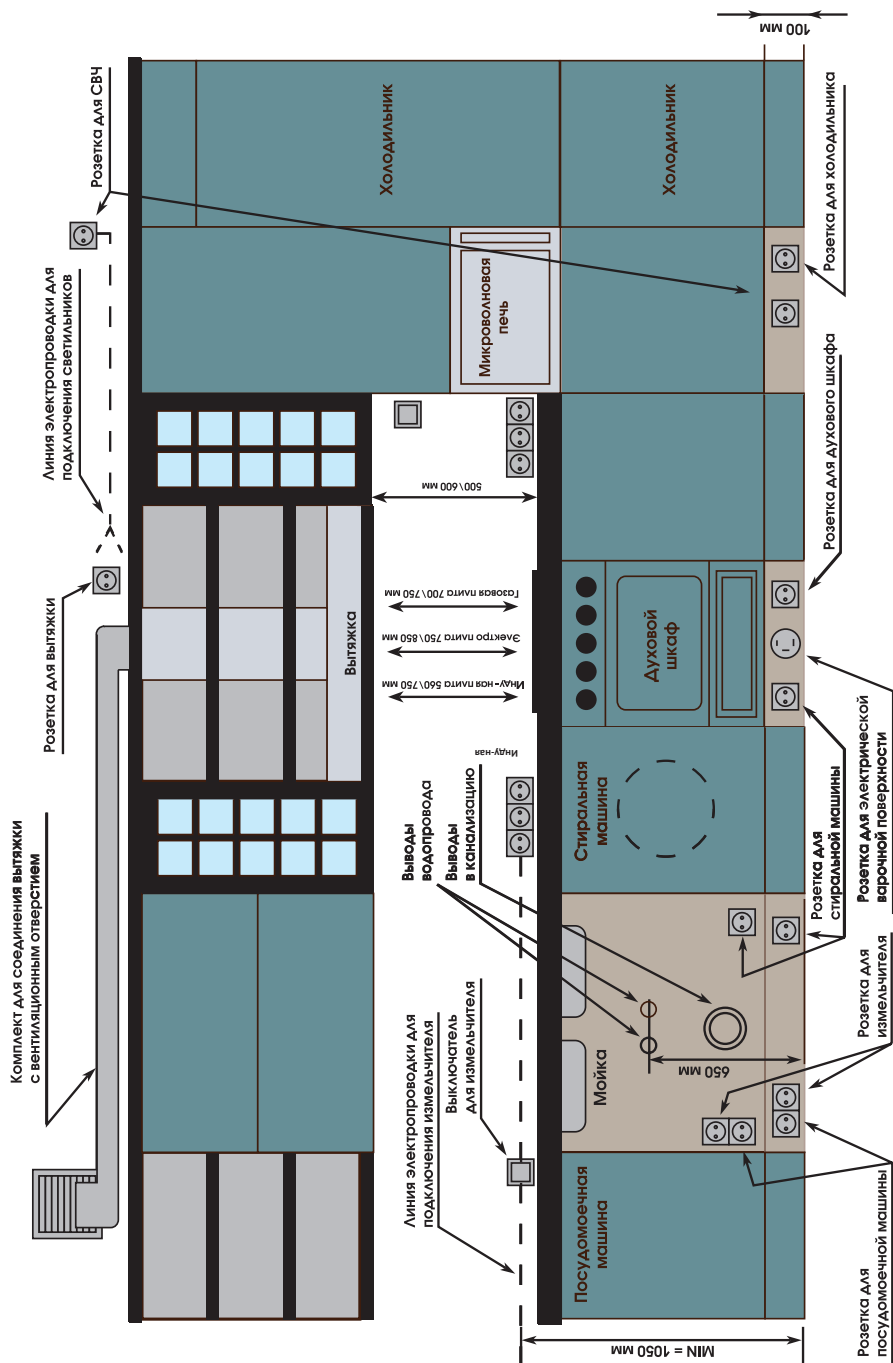 Комплект для соединения вытяжки
с вентиляционным отверстием
Розетка для вытяжки
Линия электропроводки для
подключения светильников
Розетка для СВЧ
Вытяжка
Холодильник
Микроволновая
печь
Холодильник
Инду-ная плита 560\750 мм
Электро плита 750\850 мм
Газовая плита 700\750 мм
500\600 мм
Инду-ная
Линия электропроводки для
подключения измельчителя
Выключатель
для измельчителя
Выводы
водопровода
Выводы
в канализацию
MIN = 1050 мм
Посудомоечная
машина
Мойка
650 мм
Стиральная
машина
Духовой
шкаф
100 мм
Розетка для
посудомоечной машины
Розетка для
измельчителя
Розетка для
стиральной машины
Розетка для электрической
варочной поверхности
Розетка для духового шкафа
Розетка для холодильника